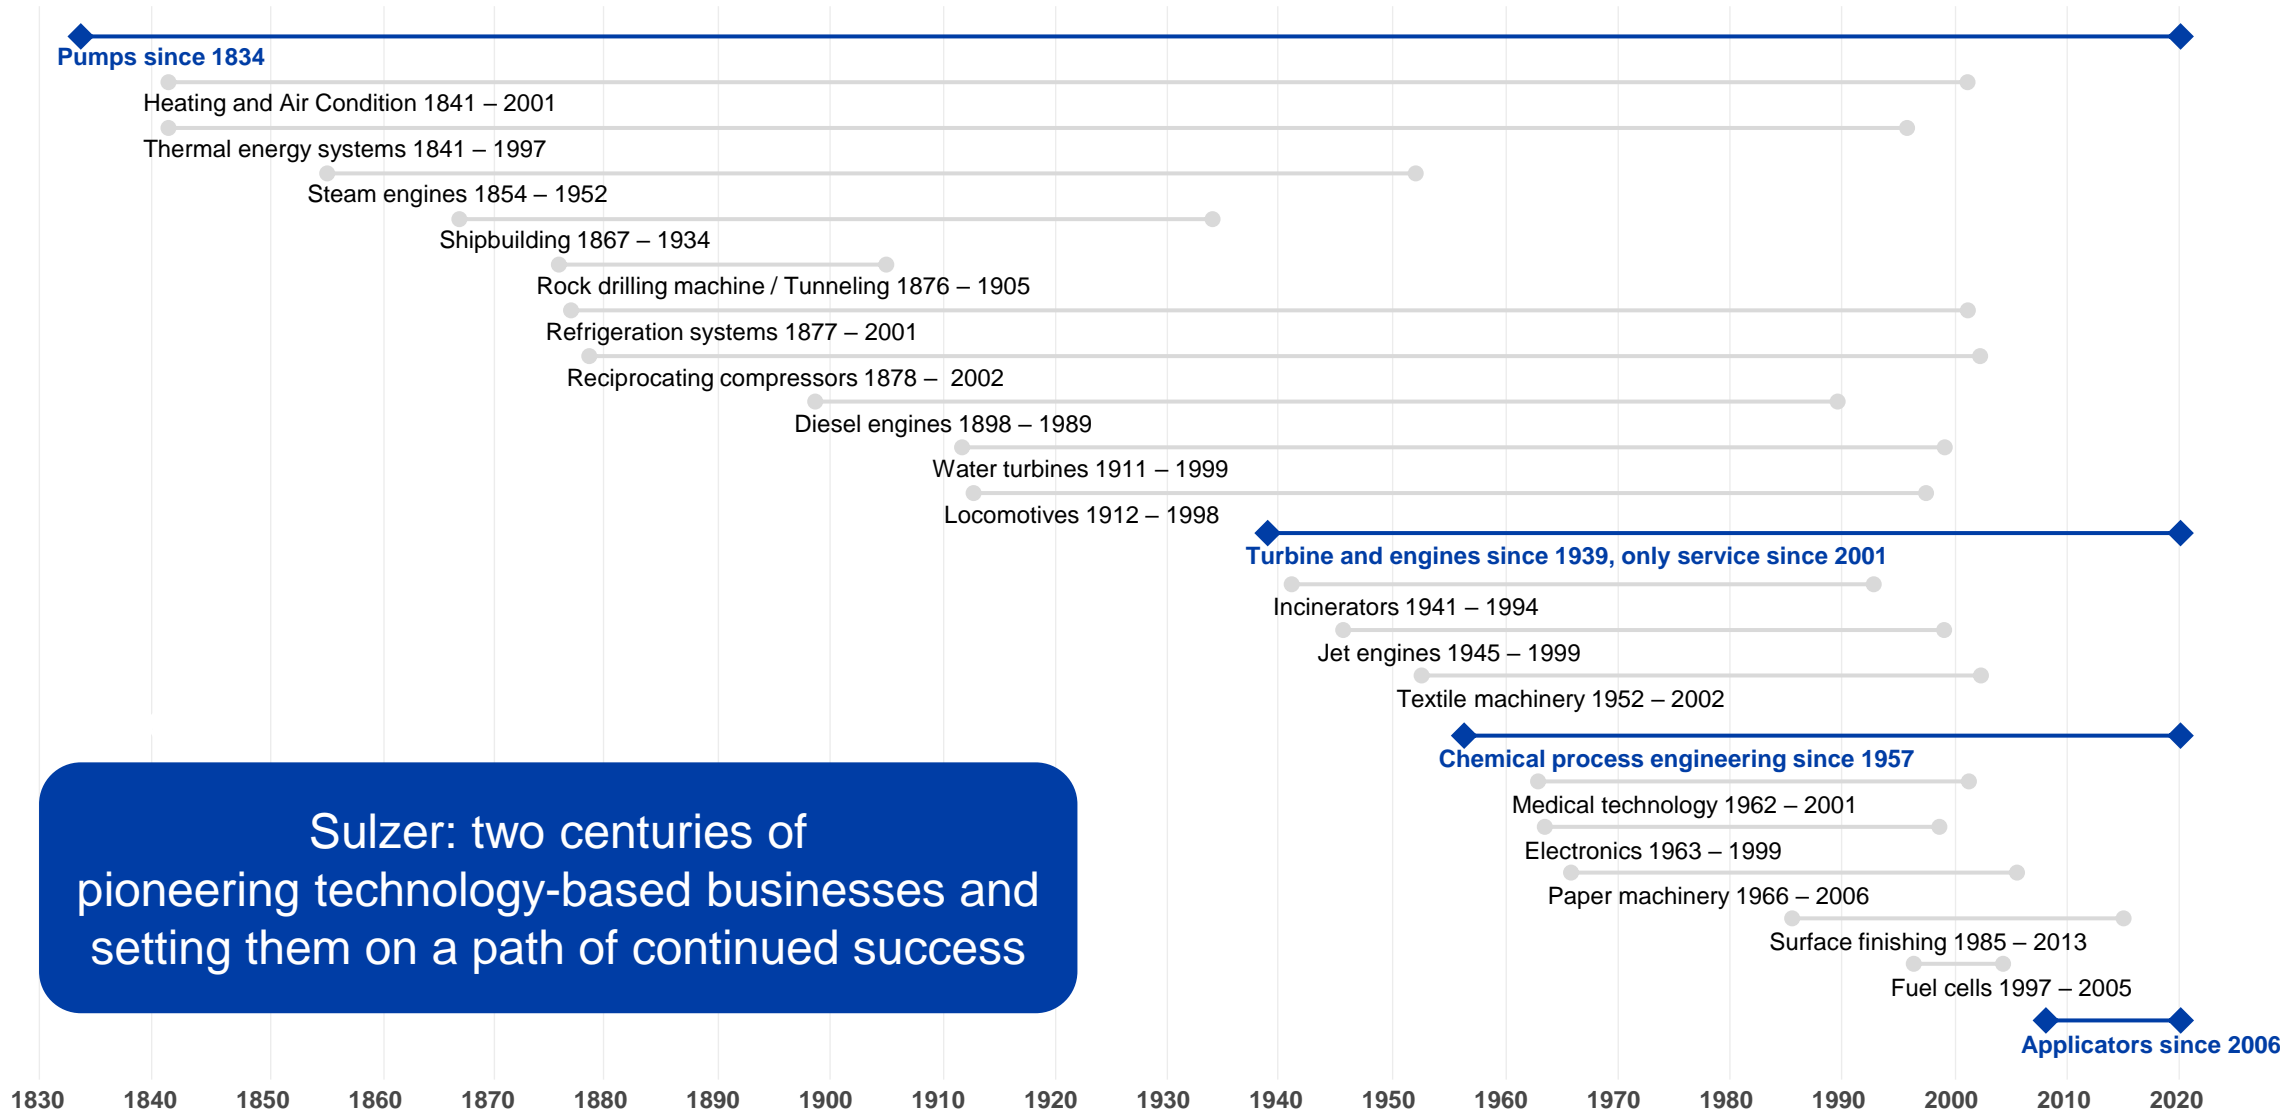 Pumps since 1834
Heating and Air Condition 1841 – 2001
Thermal energy systems 1841 – 1997
Steam engines 1854 – 1952
Shipbuilding 1867 – 1934
Rock drilling machine / Tunneling 1876 – 1905
Refrigeration systems 1877 – 2001
Reciprocating compressors 1878 – 2002
Diesel engines 1898 – 1989
Water turbines 1911 – 1999
Locomotives 1912 – 1998
Turbine and engines since 1939, only service since 2001
Incinerators 1941 – 1994
Jet engines 1945 – 1999
Textile machinery 1952 – 2002
Chemical process engineering since 1957
Medical technology 1962 – 2001
Electronics 1963 – 1999
Paper machinery 1966 – 2006
Surface finishing 1985 – 2013
Fuel cells 1997 – 2005
Applicators since 2006
Sulzer: two centuries of
pioneering technology-based businesses and
setting them on a path of continued success
1830 1840 1850 1860 1870 1880 1890 1900 1910 1920 1930 1940 1950 1960 1970 1980 1990 2000 2010 2020